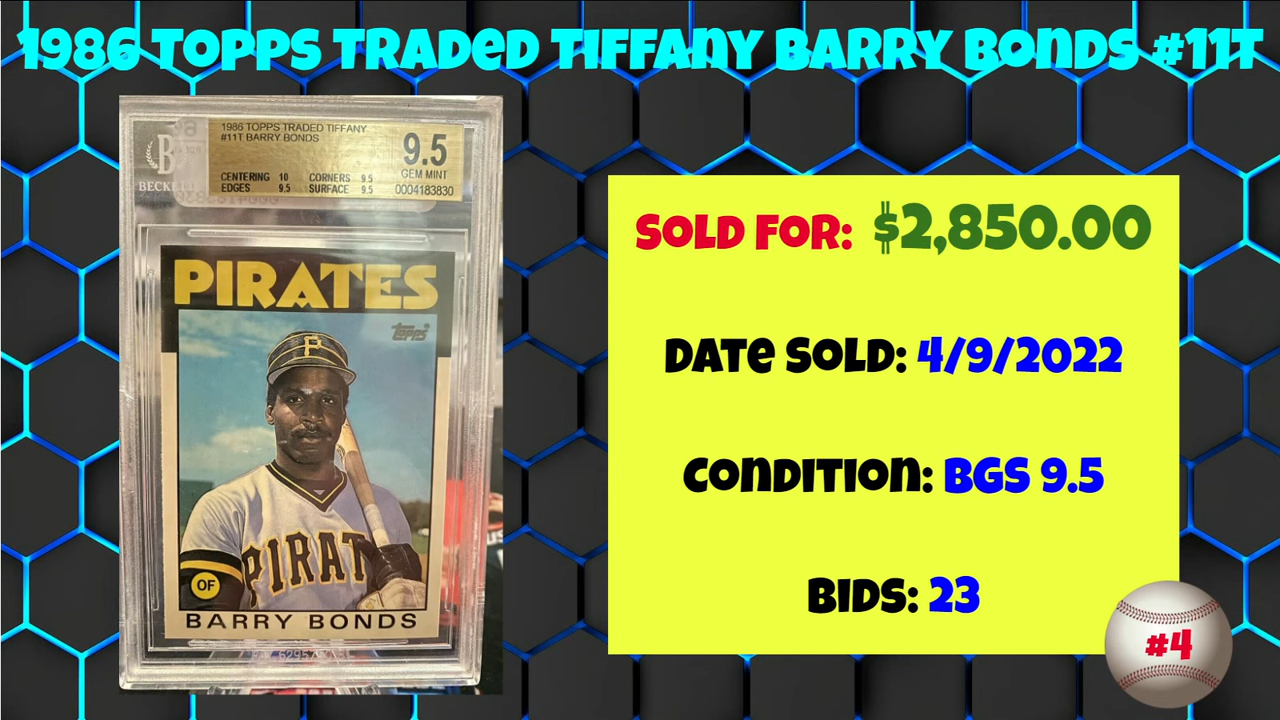 1986 TOPPS TRADED TIFFANY BARRY BONDS #11T
1986 TOPPS TRADED TIFFANY
#11T BARRY BONDS
9.5
GEM MINT
CENTERING 10 CORNERS 9.5
EDGES 9.5 SURFACE 9.5
0004183830
B
PIRATES
topps
P
PIRAT
OF
BARRY BONDS
SOLD FOR: $2,850.00
DATE SOLD: 4/9/2022
CONDITION: BGS 9.5
BIDS: 23
#4